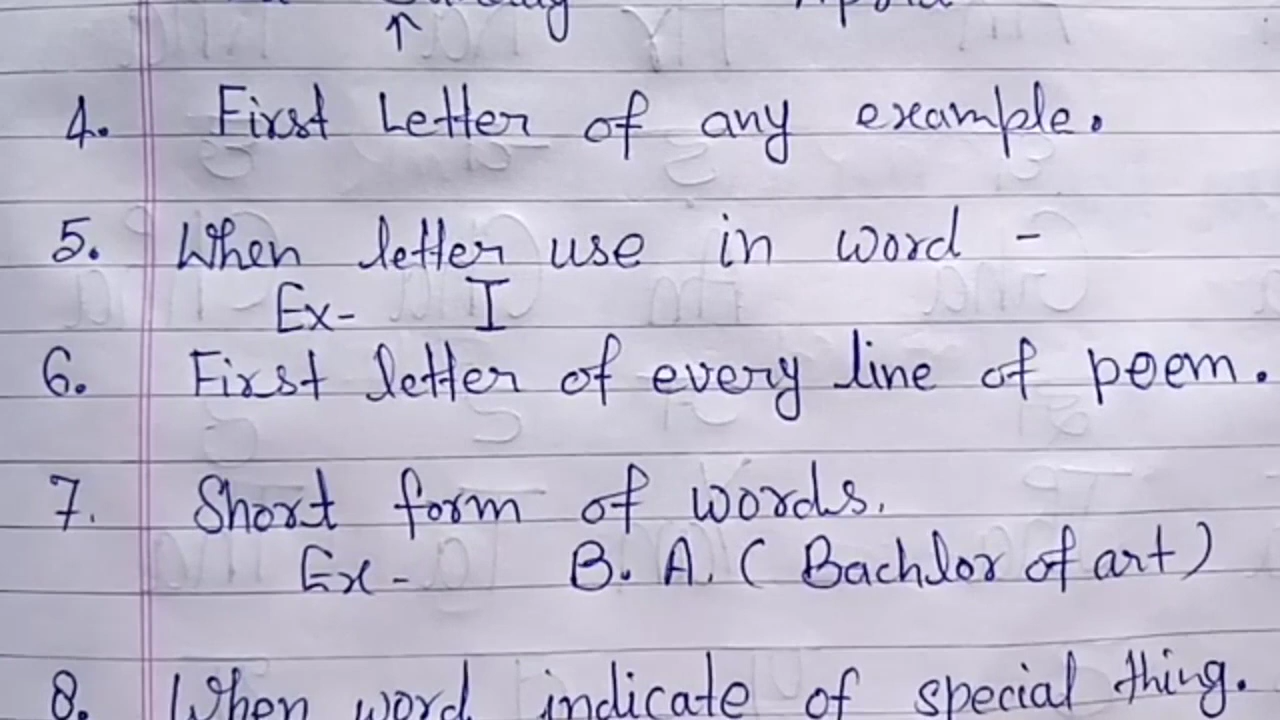 4. First Letter of any example.
5. When letter use in word -
Ex- I
6. First letter of every line of poem.
7. Short form of words.
Ex- B. A. ( Bachlor of art )
8. When word indicate of special thing.